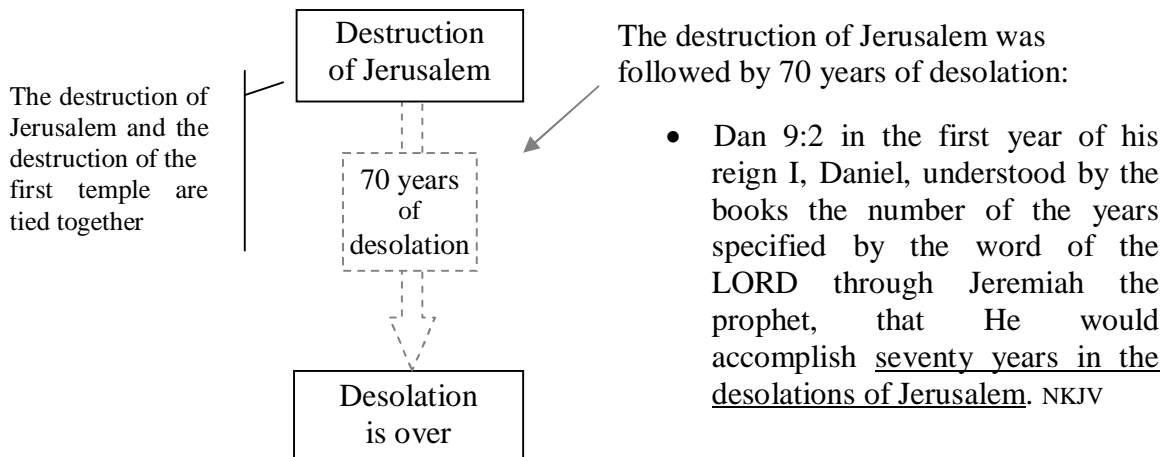 Destruction
of Jerusalem
The destruction of
Jerusalem and the
destruction of the
first temple are
tied together
70 years
of
desolation
Desolation
is over
The destruction of Jerusalem was
followed by 70 years of desolation:
• Dan 9:2 in the first year of his
reign I, Daniel, understood by the
books the number of the years
specified by the word of the
LORD through Jeremiah the
prophet, that He would
accomplish seventy years in the
desolations of Jerusalem. NKJV